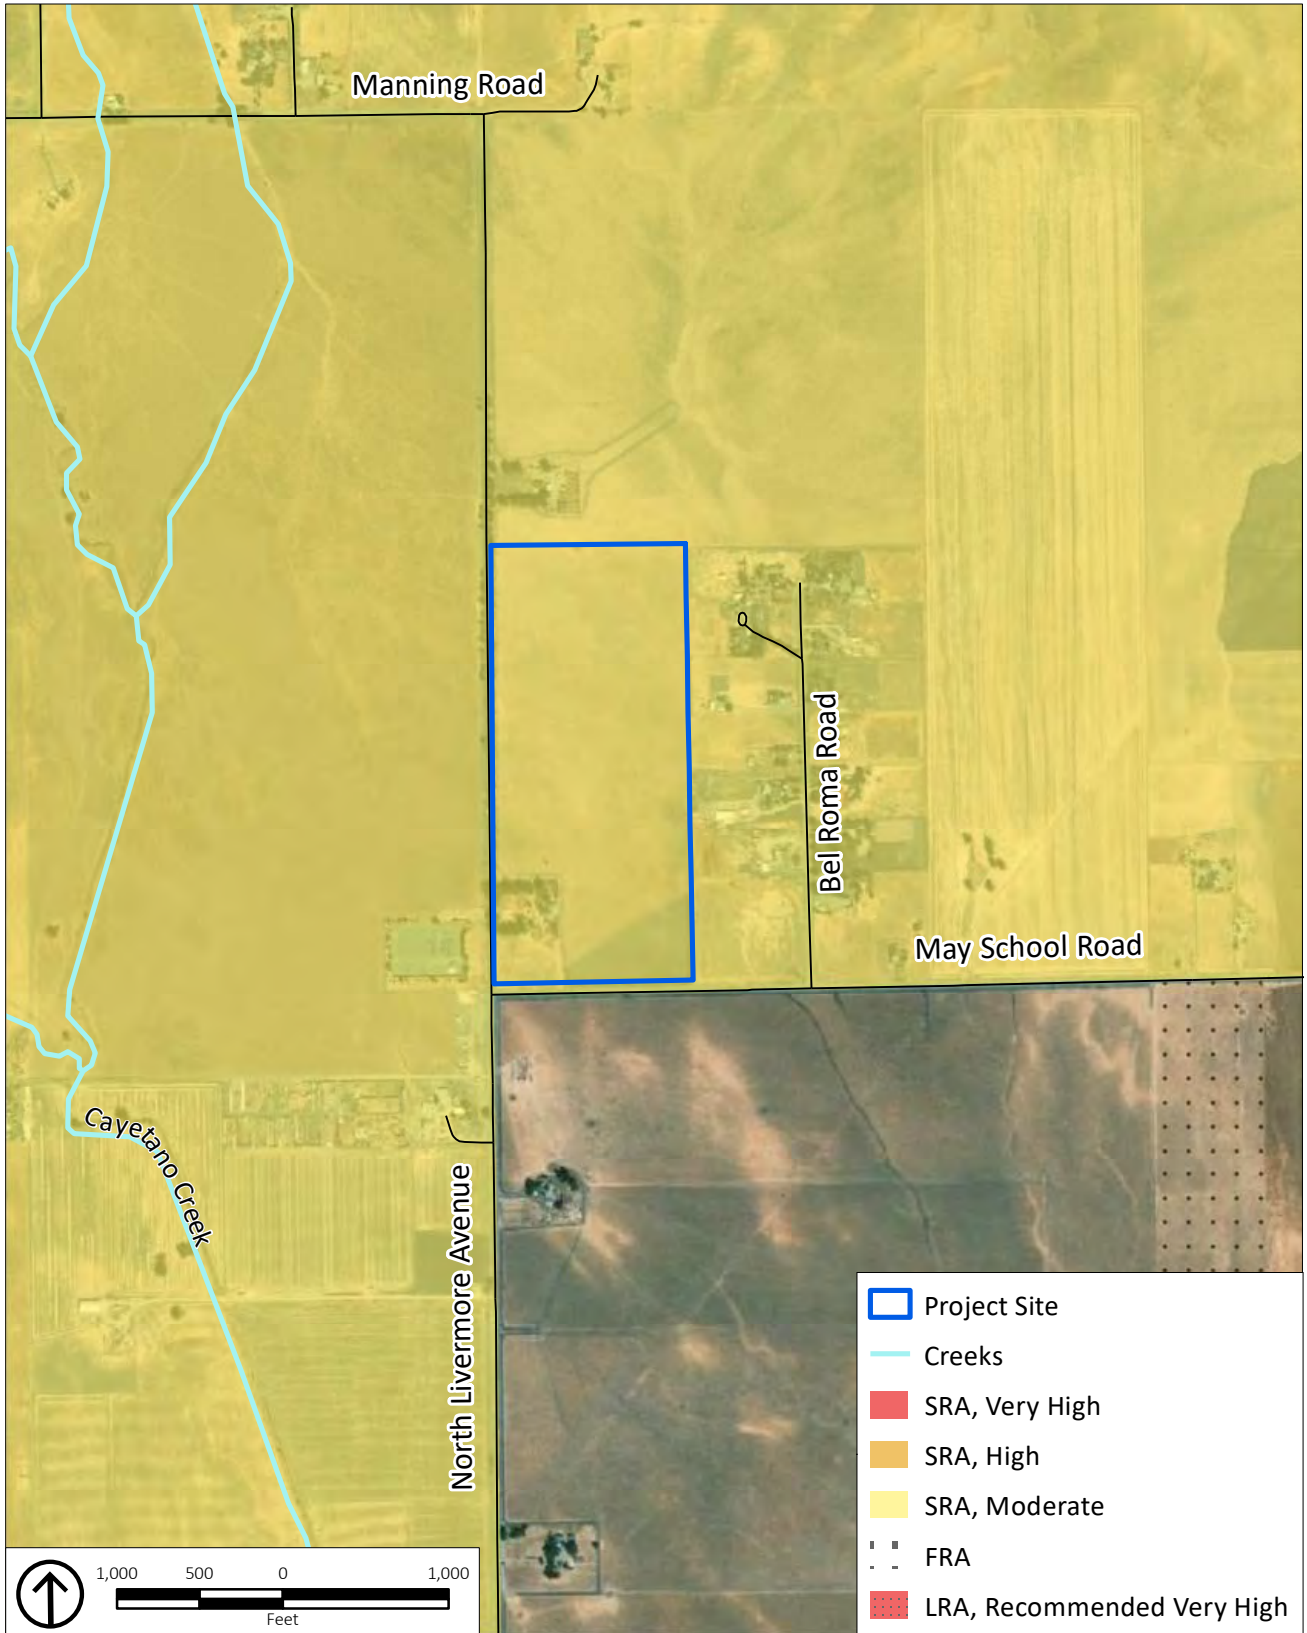 Manning Road
Bel Roma Road
May School Road
Cayetano Creek
North Livermore Avenue
Project Site
Creeks
SRA, Very High
SRA, High
SRA, Moderate
FRA
LRA, Recommended Very High
1,000 500 0 1,000
Feet